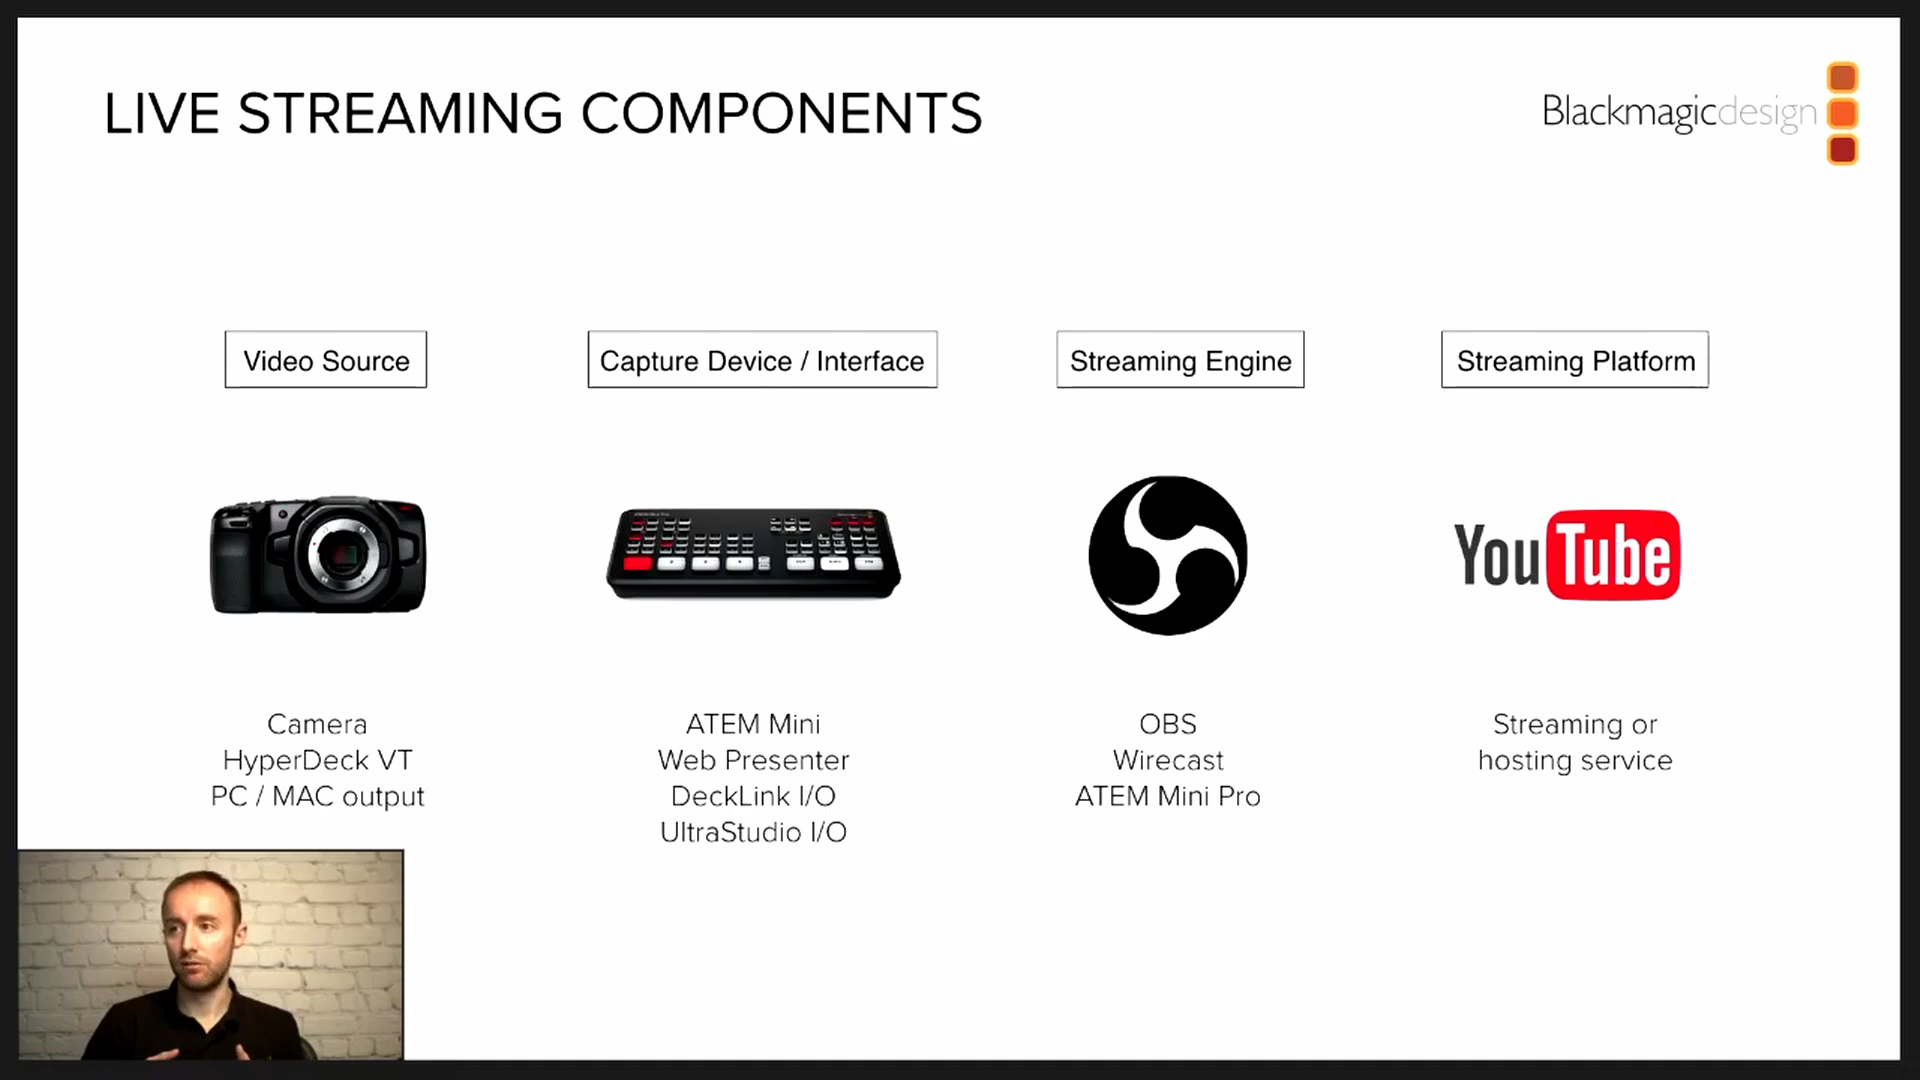 LIVE STREAMING COMPONENTS
Blackmagicdesign
Video Source
Capture Device / Interface
Streaming Engine
Streaming Platform
YouTube
Camera
HyperDeck VT
PC / MAC output
ATEM Mini
Web Presenter
DeckLink I/O
UltraStudio I/O
OBS
Wirecast
ATEM Mini Pro
Streaming or
hosting service